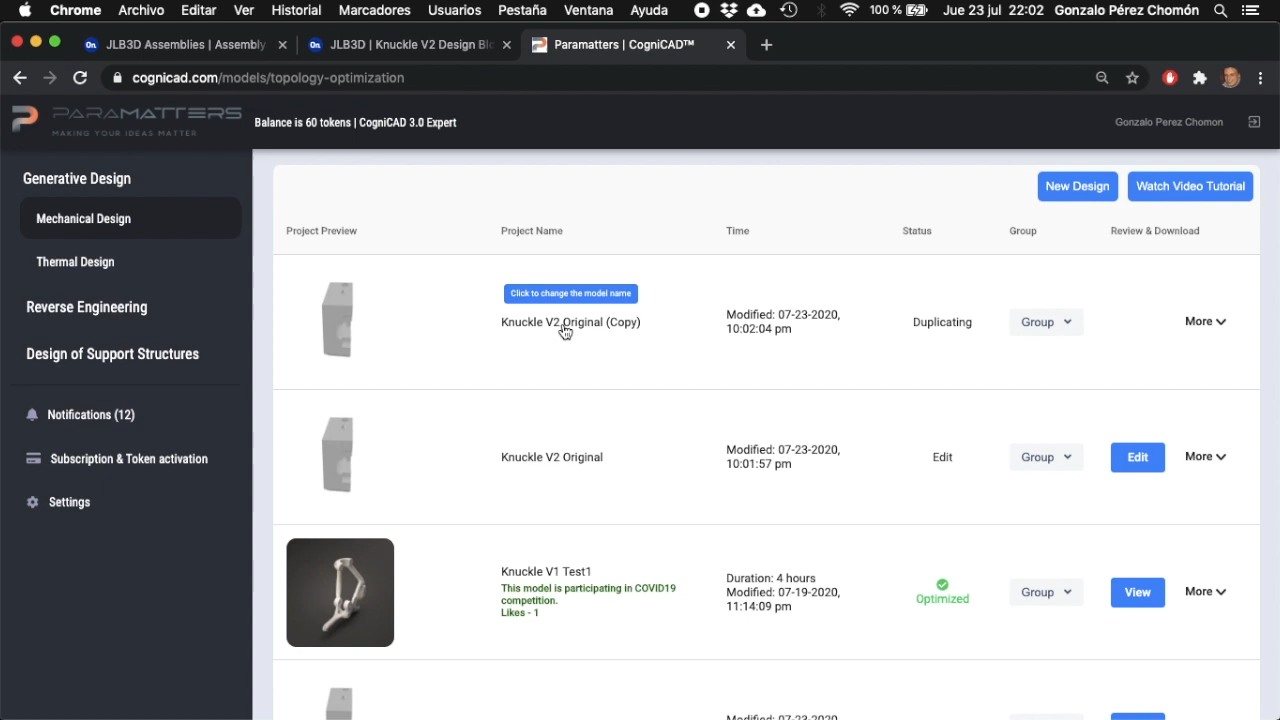 Chrome Archivo Editar Ver Historial Marcadores Usuarios Pestaña Ventana Ayuda 100 % Jue 23 jul 22:02 Gonzalo Pérez Chomón
JLB3D Assemblies | Assembly
JLB3D | Knuckle V2 Design Blo
Paramatters | CogniCAD™
cognicad.com/models/topology-optimization
PARAMATTERS
MAKING YOUR IDEAS MATTER
Balance is 60 tokens | CogniCAD 3.0 Expert
Gonzalo Perez Chomon
Generative Design
Mechanical Design
Thermal Design
Reverse Engineering
Design of Support Structures
Notifications (12)
Subscription & Token activation
Settings
New Design
Watch Video Tutorial
Project Preview Project Name Time Status Group Review & Download
Click to change the model name
Knuckle V2 Original (Copy)
Modified: 07-23-2020,
10:02:04 pm
Duplicating
Group
More
Knuckle V2 Original
Modified: 07-23-2020,
10:01:57 pm
Edit
Group
Edit
More
Knuckle V1 Test1
This model is participating in COVID19
competition.
Likes - 1
Duration: 4 hours
Modified: 07-19-2020,
11:14:09 pm
Optimized
Group
View
More
Modified: 07-23-2020